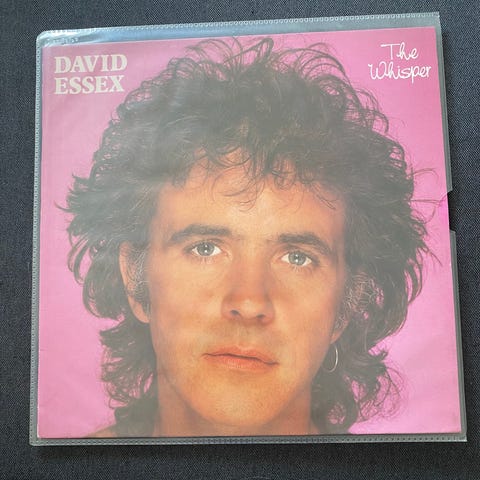 DAVID
ESSEX
The
Whisper